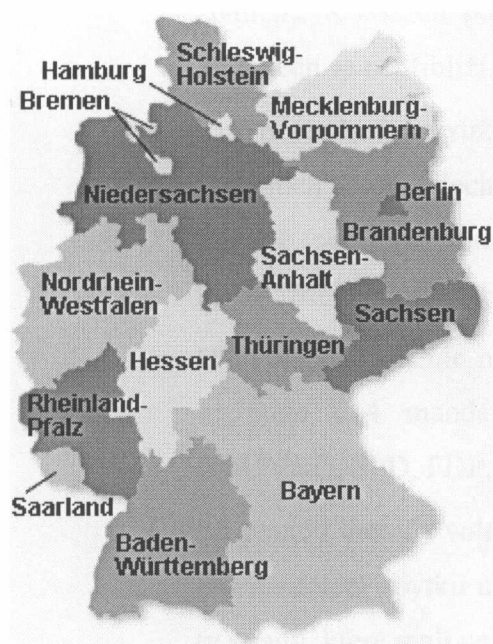 Schleswig-
Holstein
Hamburg
Bremen
Mecklenburg-
Vorpommern
Niedersachsen
Berlin
Brandenburg
Sachsen-
Anhalt
Nordrhein-
Westfalen
Sachsen
Thüringen
Hessen
Rheinland-
Pfalz
Saarland
Bayern
Baden-
Württemberg